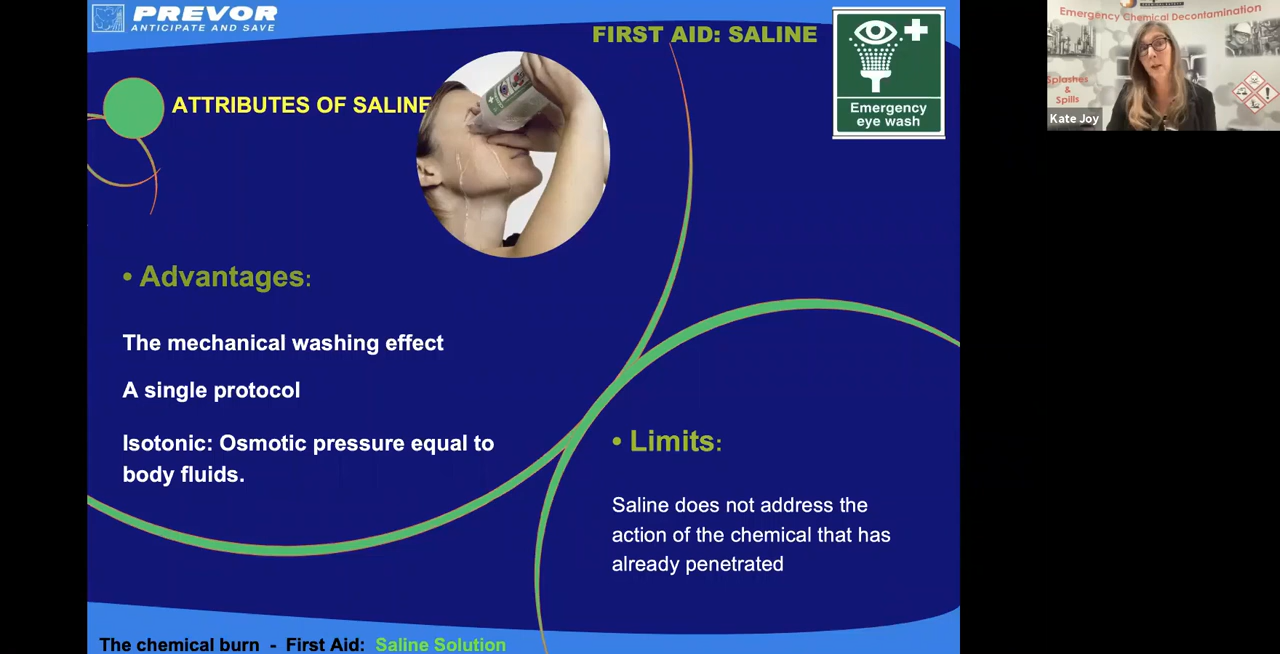 PREVOR
ANTICIPATE AND SAVE
FIRST AID: SALINE
Emergency
eye wash
ATTRIBUTES OF SALINE
• Advantages:
The mechanical washing effect
A single protocol
Isotonic: Osmotic pressure equal to
body fluids.
• Limits:
Saline does not address the
action of the chemical that has
already penetrated
The chemical burn - First Aid: Saline Solution
Emergency Chemical Decontamination
Splashes
&
Spills
Kate Joy